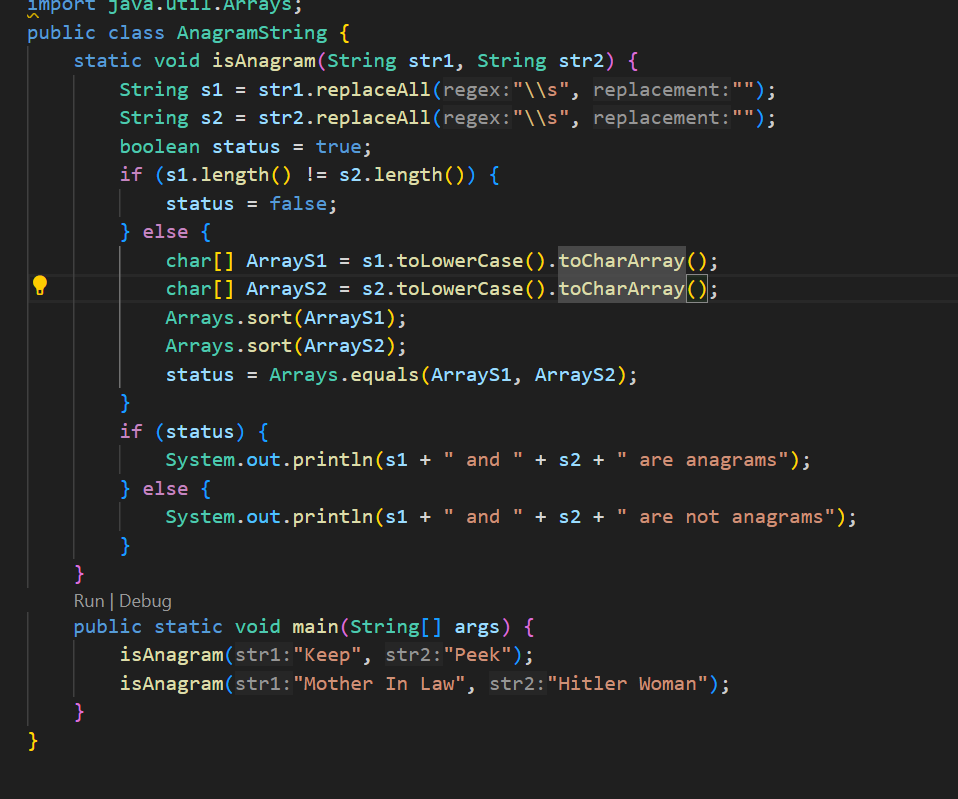 import java.util.Arrays;
public class AnagramString {
static void isAnagram(String str1, String str2) {
String s1 = str1.replaceAll(regex:"\\s", replacement:"");
String s2 = str2.replaceAll(regex:"\\s", replacement:"");
boolean status = true;
if (s1.length() != s2.length()) {
status = false;
} else {
char[] ArrayS1 = s1.toLowerCase().toCharArray();
char[] ArrayS2 = s2.toLowerCase().toCharArray();
Arrays.sort(ArrayS1);
Arrays.sort(ArrayS2);
status = Arrays.equals(ArrayS1, ArrayS2);
}
if (status) {
System.out.println(s1 + " and " + s2 + " are anagrams");
} else {
System.out.println(s1 + " and " + s2 + " are not anagrams");
}
}
Run | Debug
public static void main(String[] args) {
isAnagram(str1:"Keep", str2:"Peek");
isAnagram(str1:"Mother In Law", str2:"Hitler Woman");
}
}